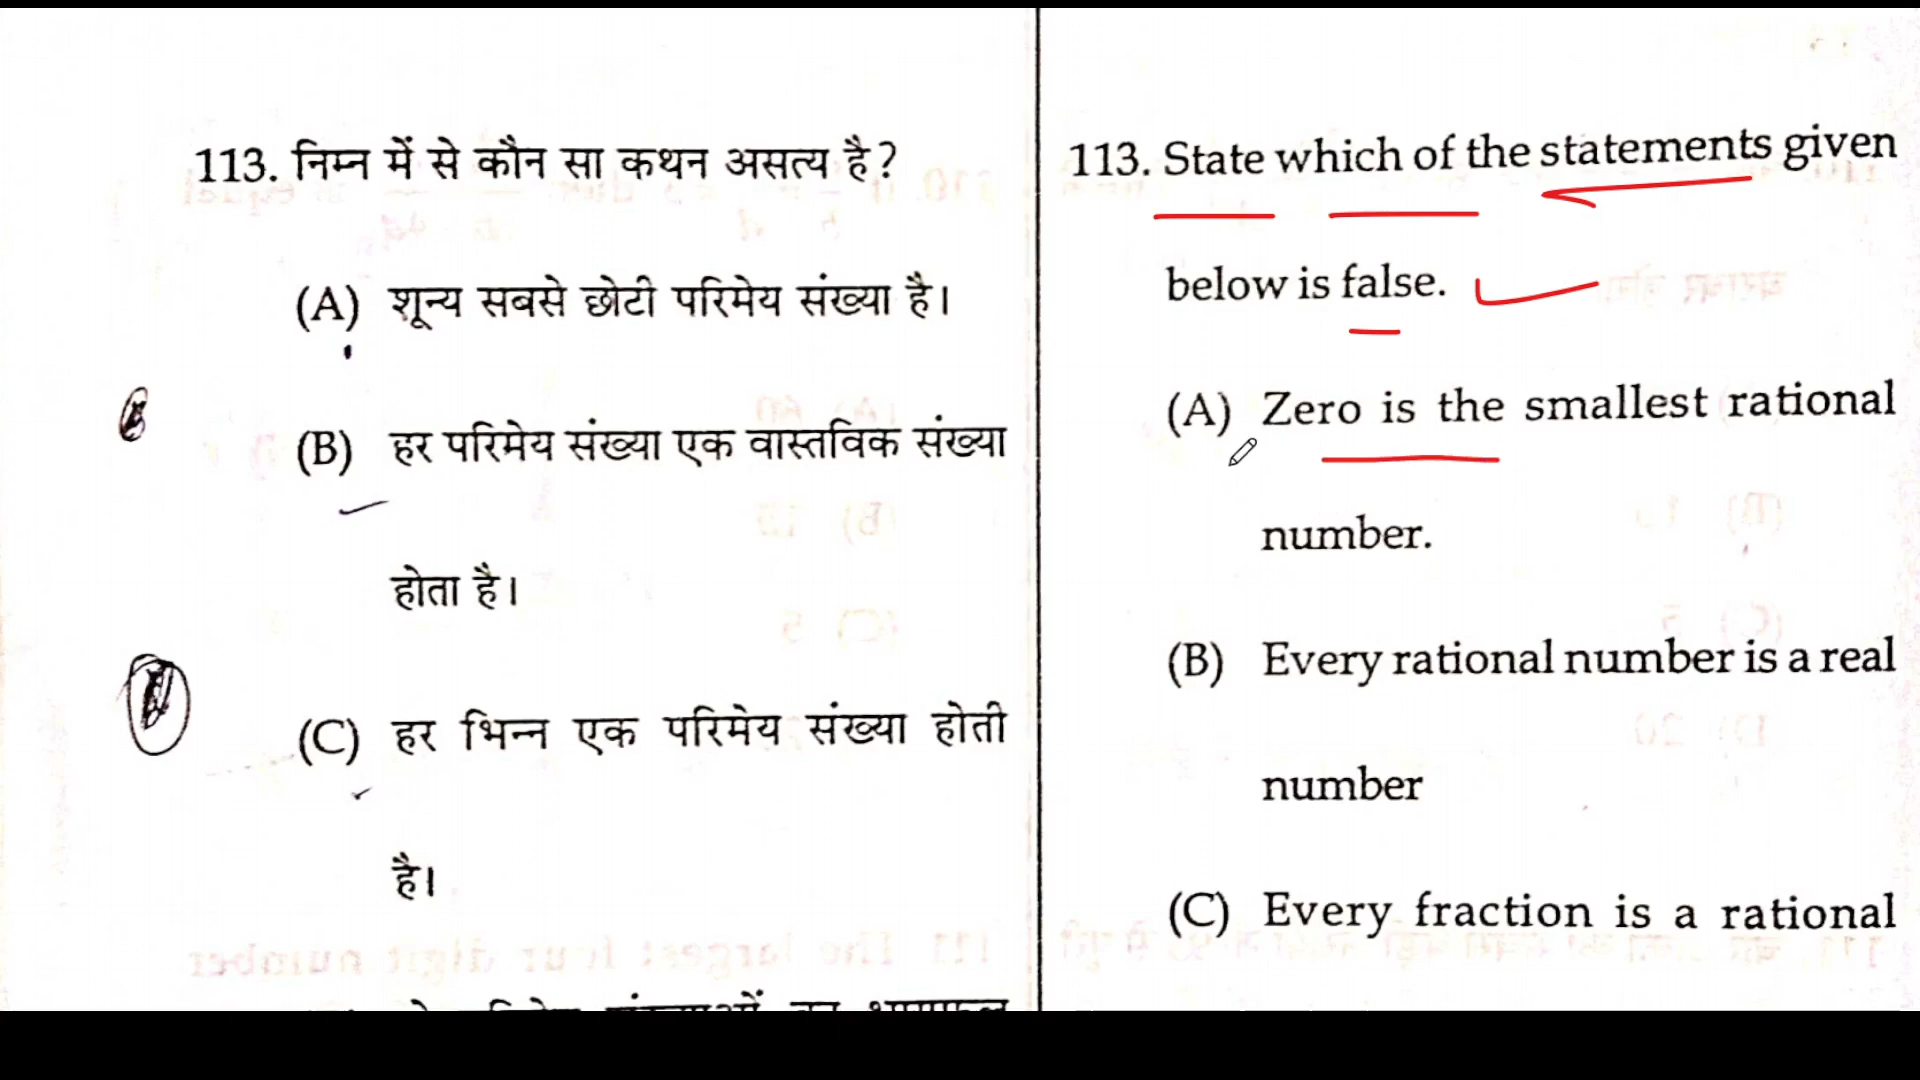 113. निम्न में से कौन सा कथन असत्य है?
(A) शून्य सबसे छोटी परिमेय संख्या है।
(B) हर परिमेय संख्या एक वास्तविक संख्या
होता है।
(C) हर भिन्न एक परिमेय संख्या होती
है।
113. State which of the statements given
below is false.
(A) Zero is the smallest rational
number.
(B) Every rational number is a real
number
(C) Every fraction is a rational